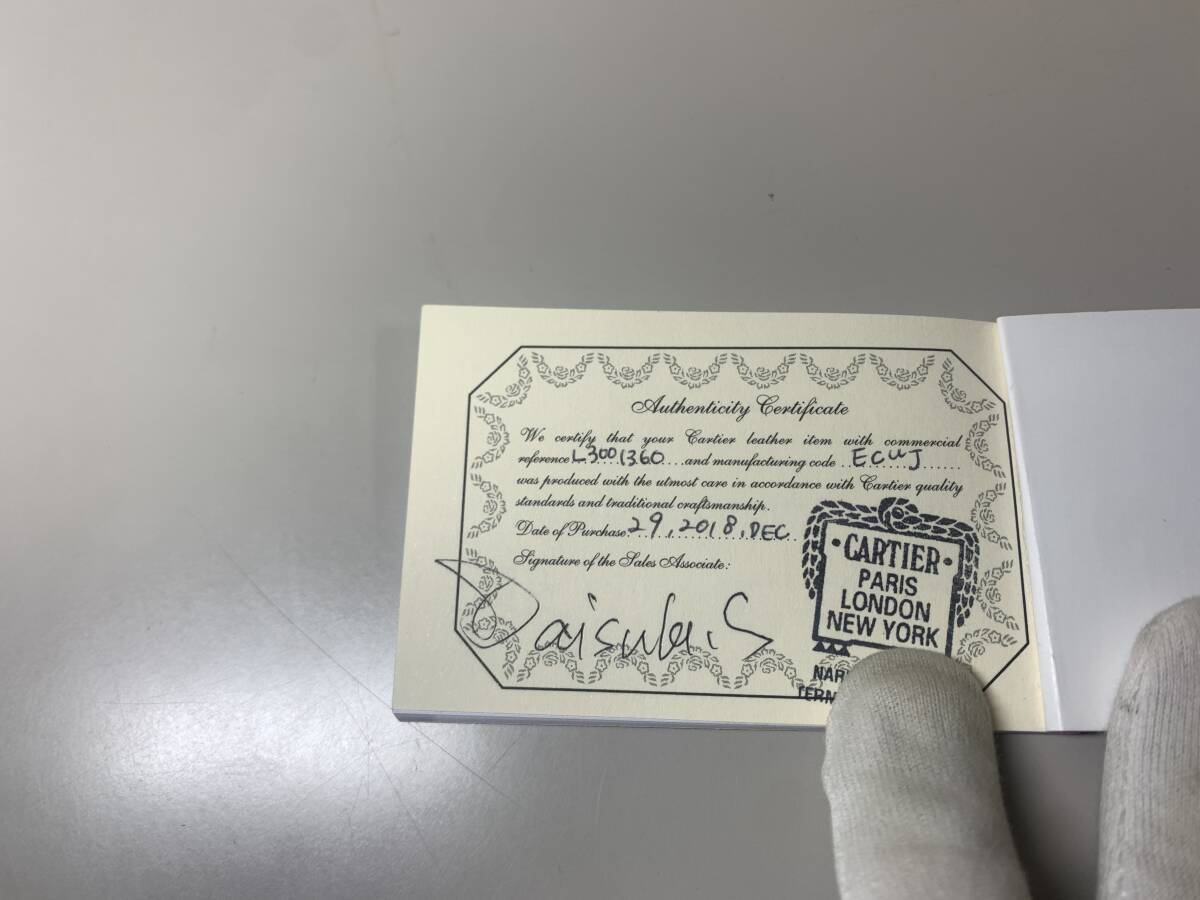 Authenticity Certificate
We certify that your Cartier leather item with commercial
reference L3001360 and manufacturing code ECUJ
was produced with the utmost care in accordance with Cartier quality
standards and traditional craftsmanship.
Date of Purchase: 29, 2018, DEC
Signature of the Sales Associate:
CARTIER
PARIS
LONDON
NEW YORK